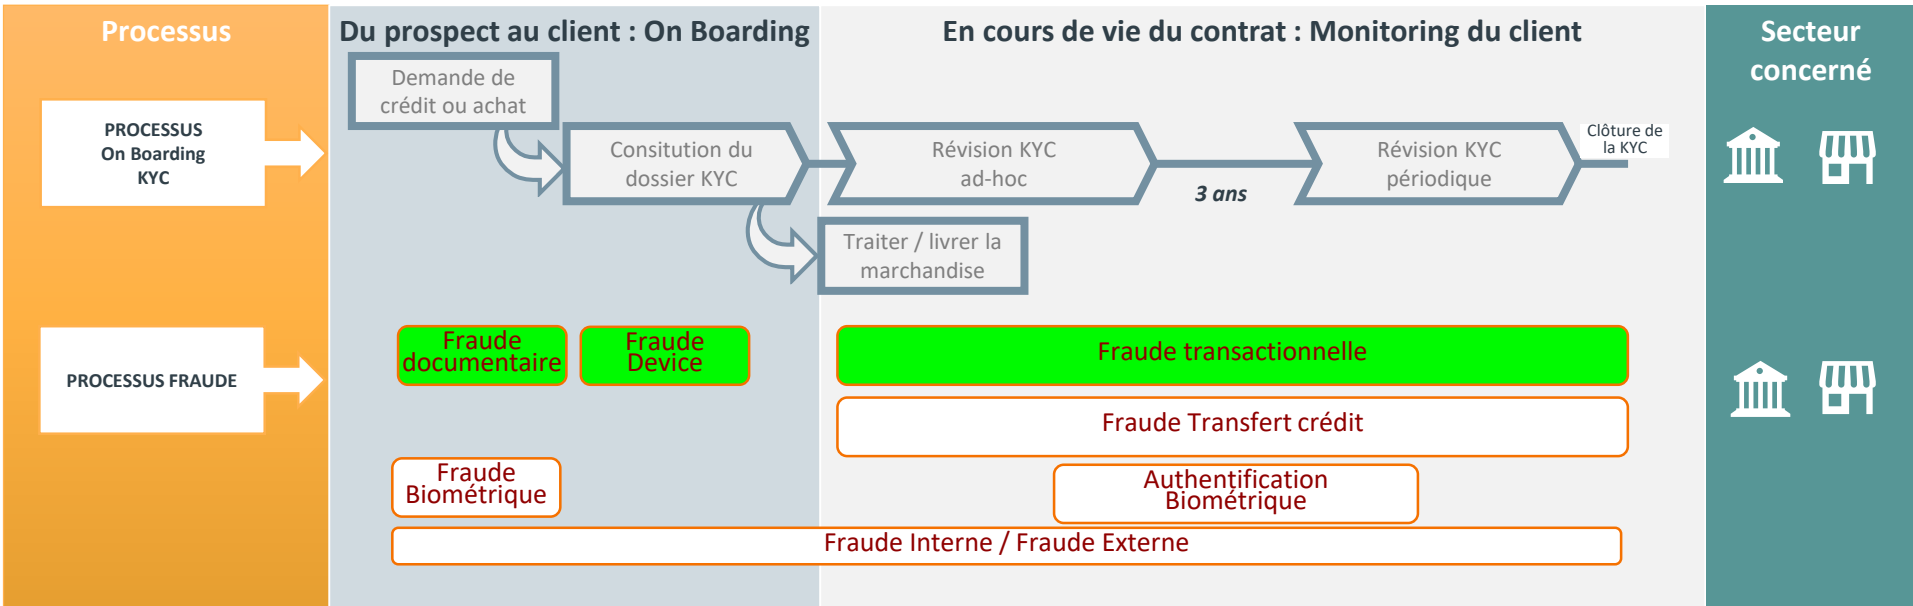 Processus
Du prospect au client : On Boarding
En cours de vie du contrat : Monitoring du client
Secteur
concerné
Demande de
crédit ou achat
PROCESSUS
On Boarding
KYC
Consitution du
dossier KYC
Révision KYC
ad-hoc
3 ans
Révision KYC
périodique
Clôture de
la KYC
Traiter / livrer la
marchandise
PROCESSUS FRAUDE
Fraude
documentaire
Fraude
Device
Fraude transactionnelle
Fraude Transfert crédit
Fraude
Biométrique
Authentification
Biométrique
Fraude Interne / Fraude Externe